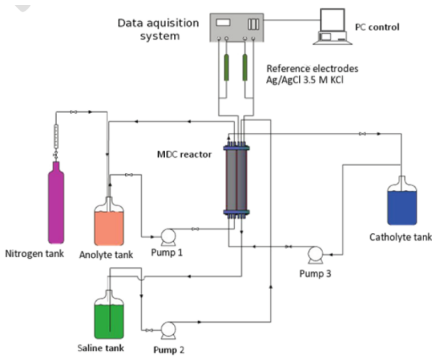 Data aquisition
system
PC control
Reference electrodes
Ag/AgCl 3.5 M KCl
MDC reactor
Nitrogen tank
Anolyte tank
Pump 1
Catholyte tank
Pump 3
Saline tank
Pump 2